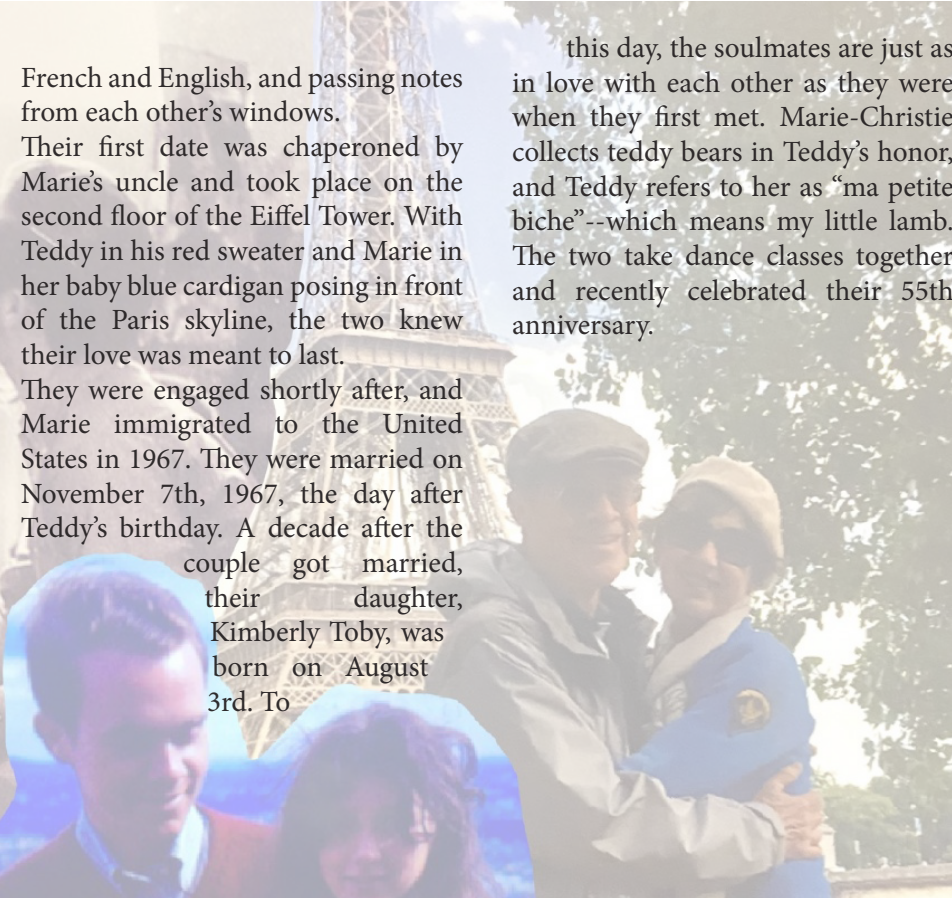 French and English, and passing notes
from each other’s windows.
Their first date was chaperoned by
Marie’s uncle and took place on the
second floor of the Eiffel Tower. With
Teddy in his red sweater and Marie in
her baby blue cardigan posing in front
of the Paris skyline, the two knew
their love was meant to last.
They were engaged shortly after, and
Marie immigrated to the United
States in 1967. They were married on
November 7th, 1967, the day after
Teddy’s birthday. A decade after the
couple got married,
their daughter,
Kimberly Toby, was
born on August
3rd. To
this day, the soulmates are just as
in love with each other as they were
when they first met. Marie-Christie
collects teddy bears in Teddy’s honor,
and Teddy refers to her as “ma petite
biche”--which means my little lamb.
The two take dance classes together
and recently celebrated their 55th
anniversary.